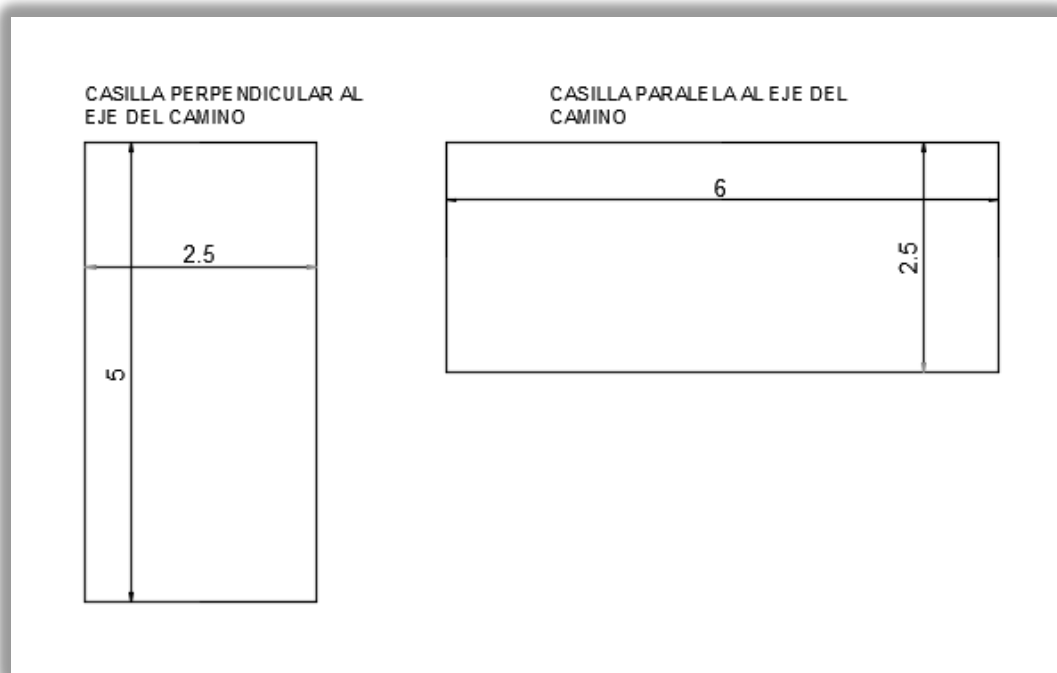 CASILLA PERPENDICULAR AL
EJE DEL CAMINO
2.5
5
CASILLA PARALELA AL EJE DEL
CAMINO
6
2.5